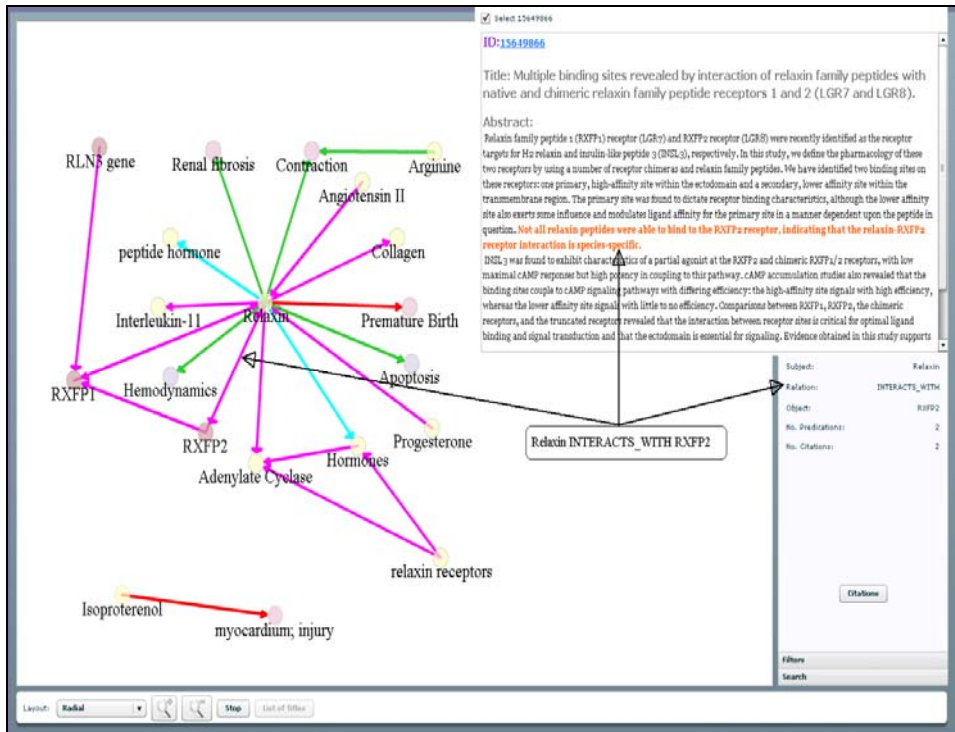 Select 15649866
ID:15649866
Title: Multiple binding sites revealed by interaction of relaxin family peptides with
native and chimeric relaxin family peptide receptors 1 and 2 (LGR7 and LGR8).
Abstract:
Relaxin family peptide 1 (RXFP1) receptor (LGR7) and RXFP2 receptor (LGR8) were recently identified as the receptor
targets for H2 relaxin and insulin-like peptide 3 (INSL3), respectively. In this study, we define the pharmacology of these
two receptors by using a number of receptor chimeras and relaxin family peptides. We have identified two binding sites on
these receptors: one primary, high-affinity site within the ectodomain and a secondary, lower affinity site within the
transmembrane region. The primary site was found to dictate receptor binding characteristics, although the lower affinity
site also exerts some influence and modulates ligand affinity for the primary site in a manner dependent upon the peptide in
question. Not all relaxin peptides were able to bind to the RXFP2 receptor, indicating that the relaxin-RXFP2
receptor interaction is species-specific.
INSL3 was found to exhibit characteristics of a partial agonist at the RXFP2 and chimeric RXFP1/2 receptors, with low
maximal cAMP responses but high potency in coupling to this pathway. cAMP accumulation studies also revealed that the
binding sites couple to cAMP signaling pathways with differing efficiency: the high-affinity site signals with high efficiency,
whereas the lower affinity site signals with little to no efficiency. Comparisons between RXFP1, RXFP2, the chimeric
receptors, and the truncated receptors revealed that the interaction between receptor sites is critical for optimal ligand
binding and signal transduction and that the ectodomain is essential for signaling. Evidence obtained in this study supports
RLN3 gene
Renal fibrosis
Contraction
Arginine
Angiotensin II
peptide hormone
Collagen
Interleukin-11
Relaxin
Premature Birth
RXFP1
Hemodynamics
Apoptosis
RXFP2
Progesterone
Adenylate Cyclase
Hormones
relaxin receptors
Isoproterenol
myocardium; injury
Relaxin INTERACTS_WITH RXFP2
Subject: Relaxin
Relation: INTERACTS_WITH
Object: RXFP2
No. Predications: 2
No. Citations: 2
Citations
Filters
Search
Layout: Radial Stop List of Titles